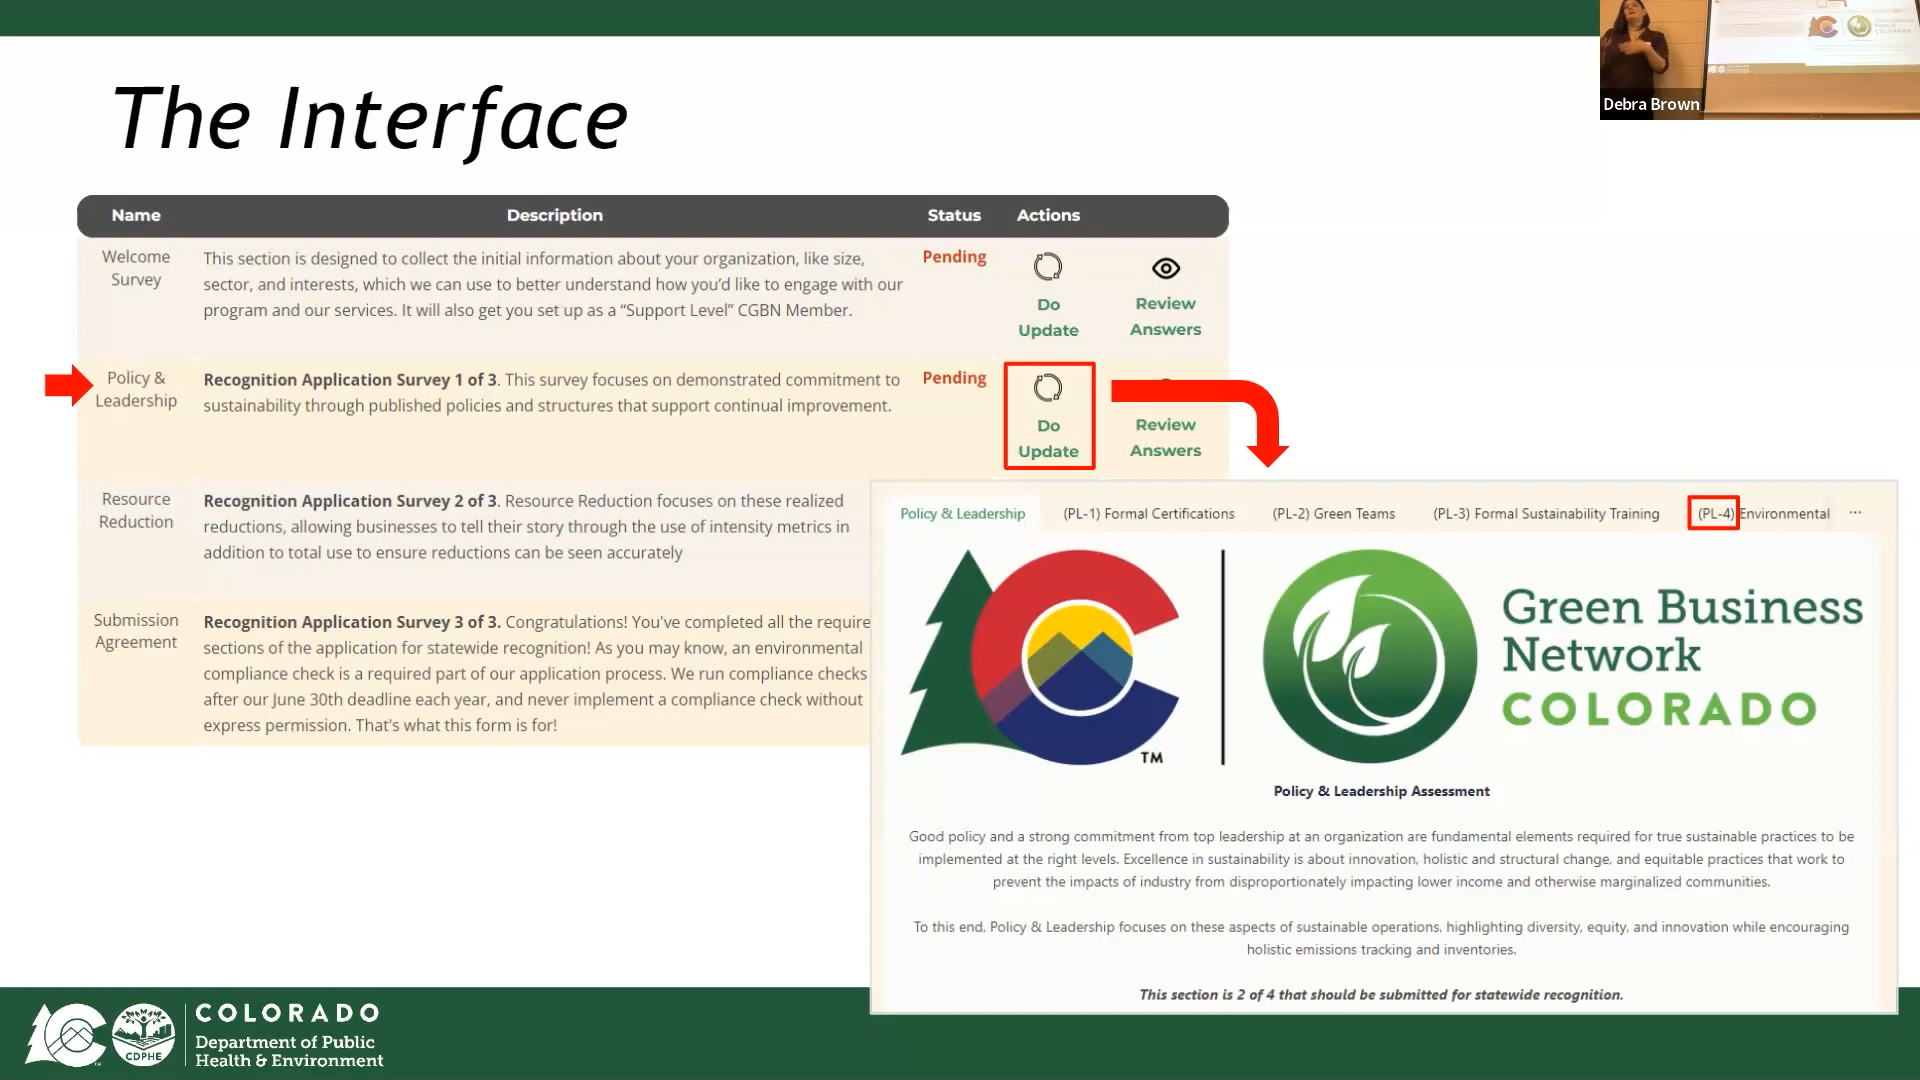 The Interface
Debra Brown
Name Description Status Actions
Welcome
Survey
This section is designed to collect the initial information about your organization, like size,
sector, and interests, which we can use to better understand how you’d like to engage with our
program and our services. It will also get you set up as a “Support Level” CGBN Member.
Pending
Do
Update
Review
Answers
Policy &
Leadership
Recognition Application Survey 1 of 3. This survey focuses on demonstrated commitment to
sustainability through published policies and structures that support continual improvement.
Pending
Do
Update
Review
Answers
Resource
Reduction
Recognition Application Survey 2 of 3. Resource Reduction focuses on these realized
reductions, allowing businesses to tell their story through the use of intensity metrics in
addition to total use to ensure reductions can be seen accurately
Submission
Agreement
Recognition Application Survey 3 of 3. Congratulations! You've completed all the require
sections of the application for statewide recognition! As you may know, an environmental
compliance check is a required part of our application process. We run compliance checks
after our June 30th deadline each year, and never implement a compliance check without
express permission. That's what this form is for!
Policy & Leadership (PL-1) Formal Certifications (PL-2) Green Teams (PL-3) Formal Sustainability Training (PL-4) Environmental ...
TM
Green Business
Network
COLORADO
Policy & Leadership Assessment
Good policy and a strong commitment from top leadership at an organization are fundamental elements required for true sustainable practices to be
implemented at the right levels. Excellence in sustainability is about innovation, holistic and structural change, and equitable practices that work to
prevent the impacts of industry from disproportionately impacting lower income and otherwise marginalized communities.
To this end, Policy & Leadership focuses on these aspects of sustainable operations, highlighting diversity, equity, and innovation while encouraging
holistic emissions tracking and inventories.
This section is 2 of 4 that should be submitted for statewide recognition.
CDPHE
COLORADO
Department of Public
Health & Environment